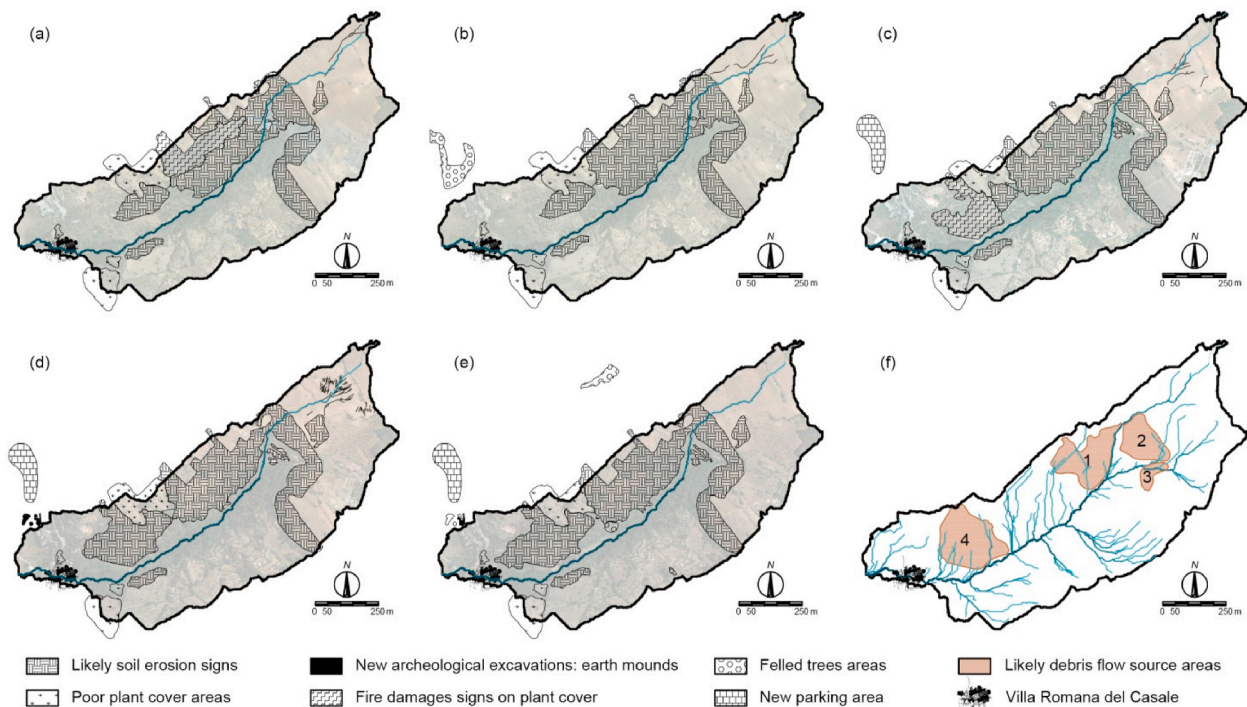 (a)
(b)
(c)
N
0 50 250 m
N
0 50 250 m
N
0 50 250 m
(d)
(e)
(f)
1
2
3
4
N
0 50 250 m
N
0 50 250 m
N
0 50 250 m
Likely soil erosion signs
New archeological excavations: earth mounds
Felled trees areas
Likely debris flow source areas
Poor plant cover areas
Fire damages signs on plant cover
New parking area
Villa Romana del Casale